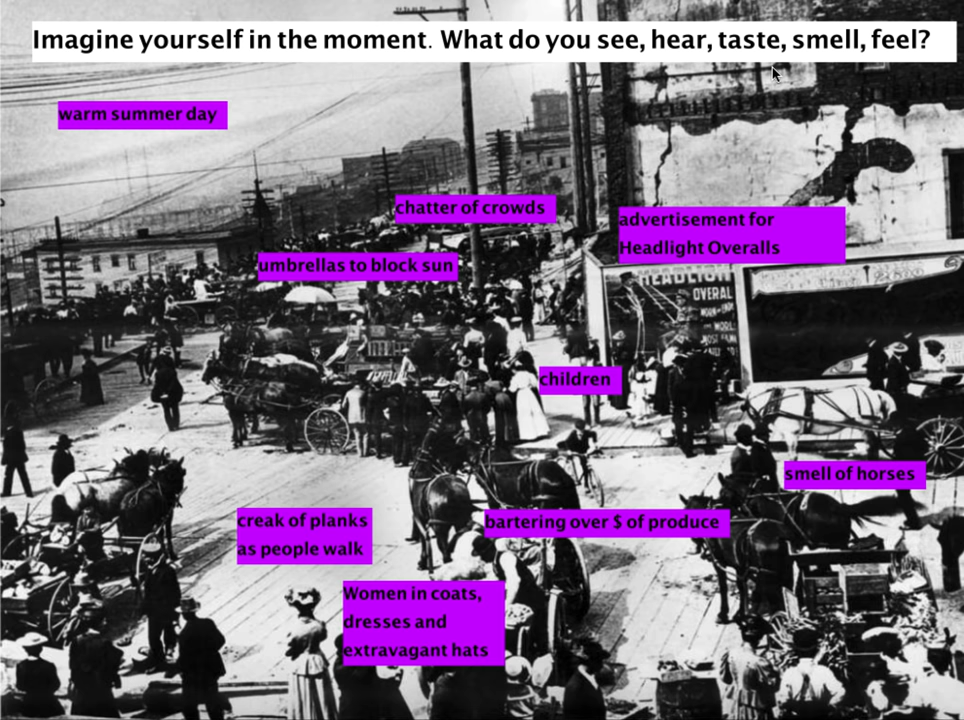 Imagine yourself in the moment. What do you see, hear, taste, smell, feel?
warm summer day
chatter of crowds
advertisement for
Headlight Overalls
umbrellas to block sun
OVERAL
children
smell of horses
creak of planks
as people walk
bartering over $ of produce
Women in coats,
dresses and
extravagant hats